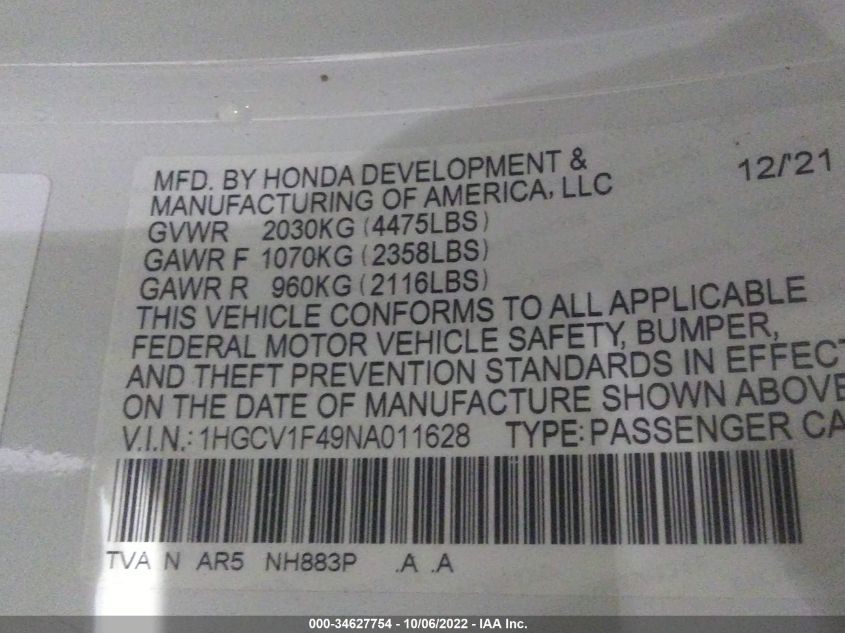 12/'21
MFD. BY HONDA DEVELOPMENT &
MANUFACTURING OF AMERICA, LLC
GVWR 2030KG (4475LBS)
GAWR F 1070KG (2358LBS)
GAWR R 960KG (2116LBS)
THIS VEHICLE CONFORMS TO ALL APPLICABLE
FEDERAL MOTOR VEHICLE SAFETY, BUMPER,
AND THEFT PREVENTION STANDARDS IN EFFECT
ON THE DATE OF MANUFACTURE SHOWN ABOVE
V.I.N.: 1HGCV1F49NA011628 TYPE: PASSENGER CA
TVA N AR5 NH883P .A .A
000-34627754 - 10/06/2022 - IAA Inc.